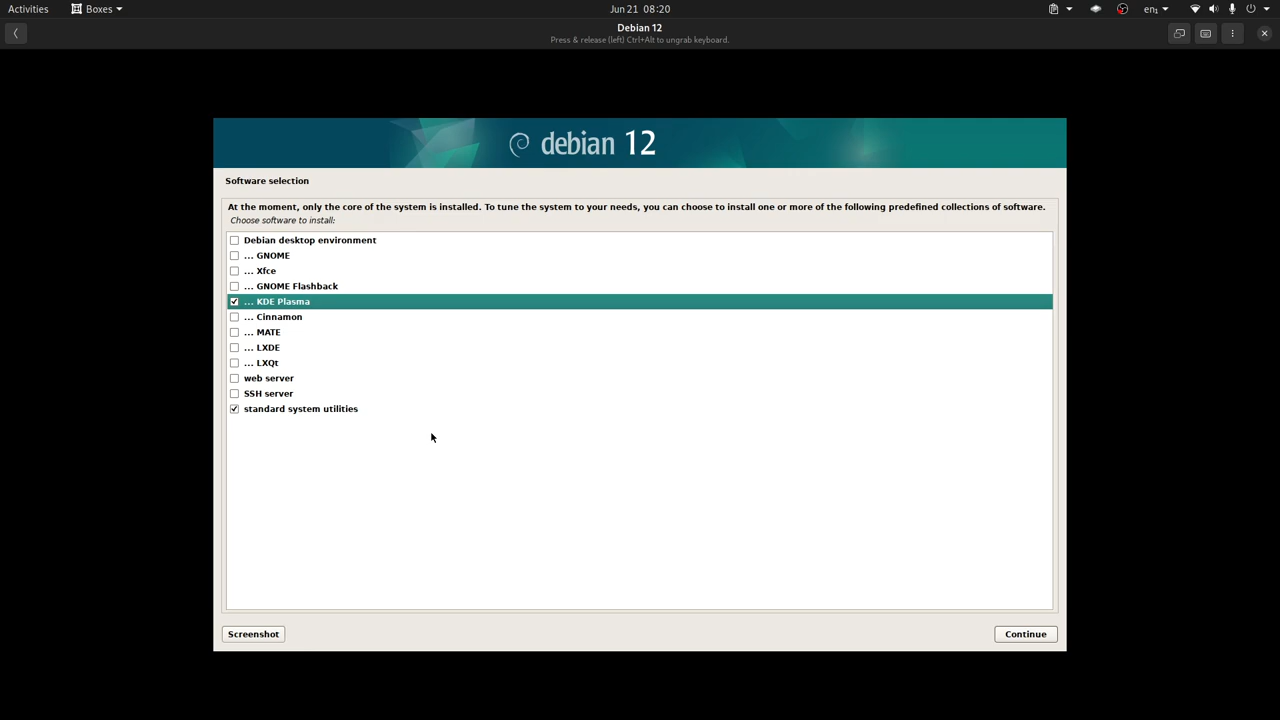 Activities
Boxes
Jun 21 08:20
en₁
Debian 12
Press & release (left) Ctrl+Alt to ungrab keyboard.
debian 12
Software selection
At the moment, only the core of the system is installed. To tune the system to your needs, you can choose to install one or more of the following predefined collections of software.
Choose software to install:
Debian desktop environment
... GNOME
... Xfce
... GNOME Flashback
... KDE Plasma
... Cinnamon
... MATE
... LXDE
... LXQt
web server
SSH server
standard system utilities
Screenshot
Continue